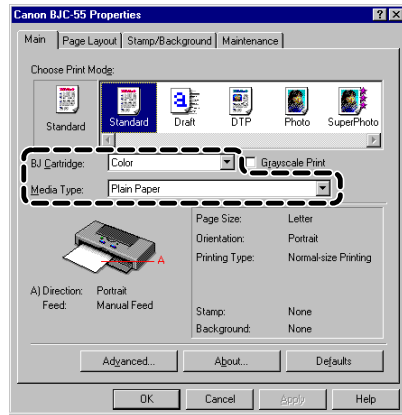 Canon BJC-55 Properties
Main Page Layout Stamp/Background Maintenance
Choose Print Mode:
Standard
Standard Draft DTP Photo SuperPhoto
BJ Cartridge: Color Grayscale Print
Media Type: Plain Paper
A
Page Size: Letter
Orientation: Portrait
Printing Type: Normal-size Printing
A) Direction: Portrait
Feed: Manual Feed
Stamp: None
Background: None
Advanced... About... Defaults
OK Cancel Apply Help